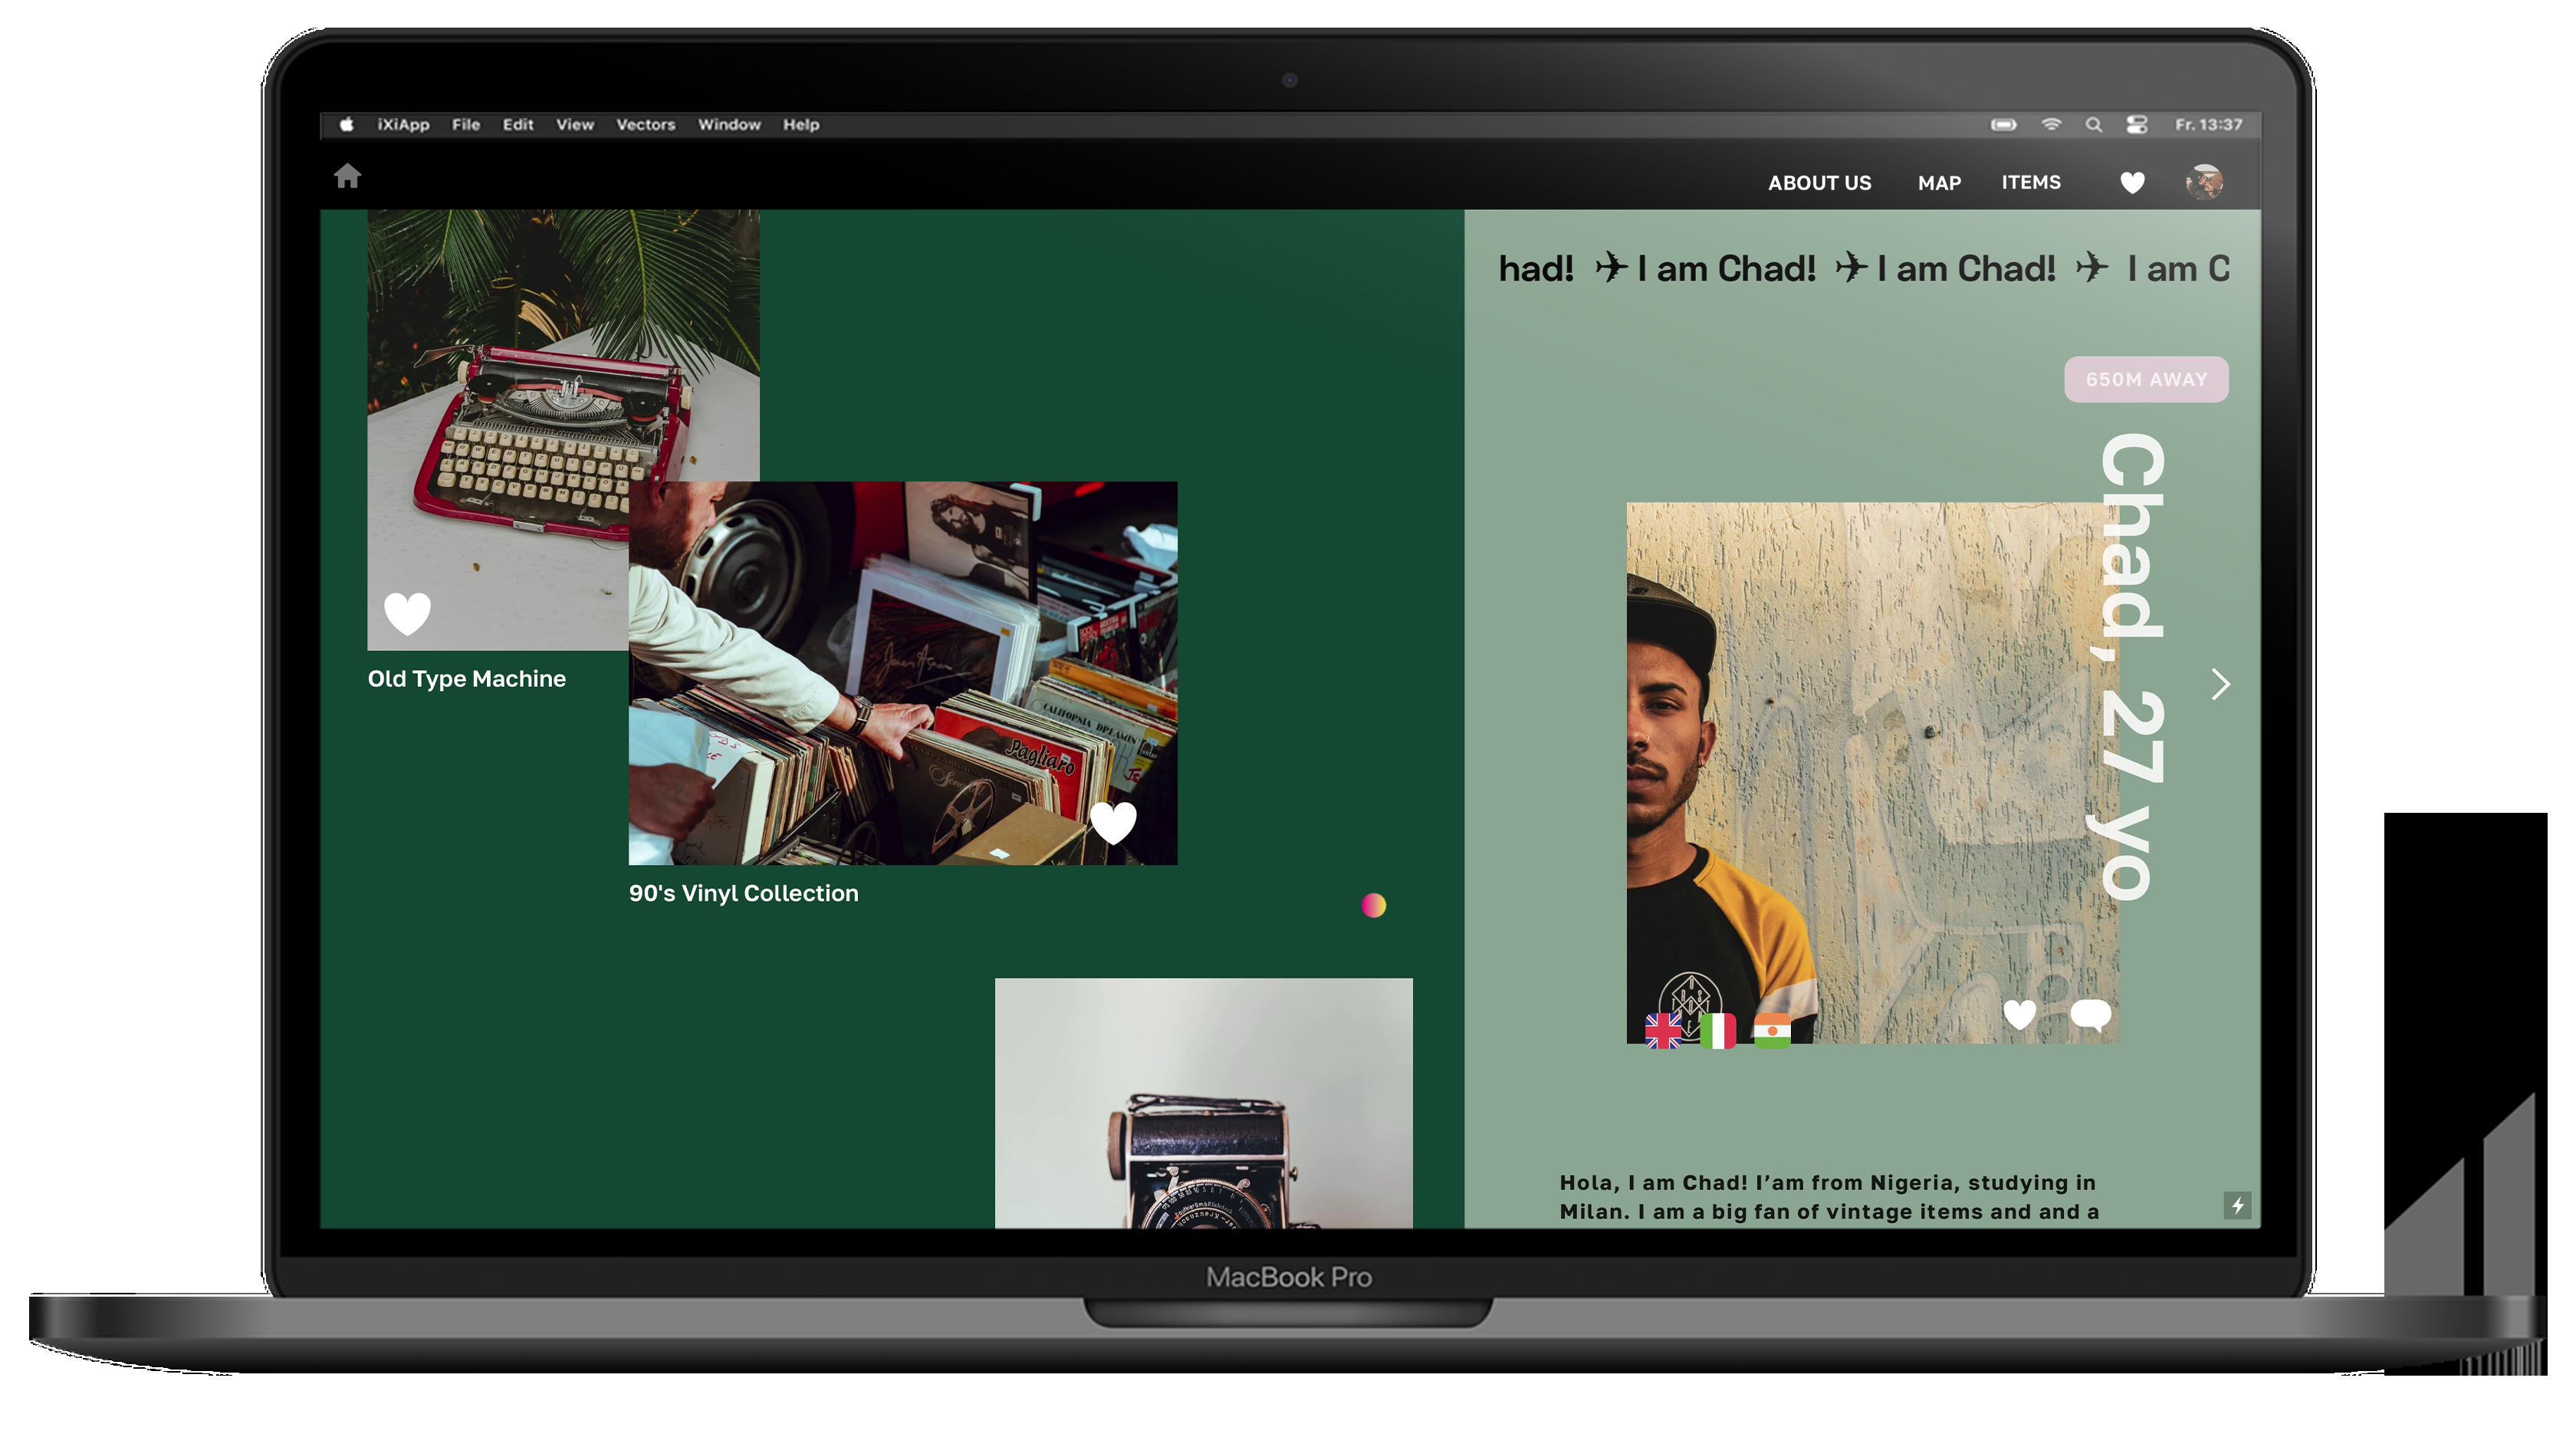 iXiApp File Edit View Vectors Window Help Fr. 13:37
ABOUT US MAP ITEMS
had! ✈ I am Chad! ✈ I am Chad! ✈ I am C
650M AWAY
Chad, 27 yo
Old Type Machine
Pagliaro
CALIFORNIA
90's Vinyl Collection
Hola, I am Chad! I’am from Nigeria, studying in
Milan. I am a big fan of vintage items and and a
MacBook Pro